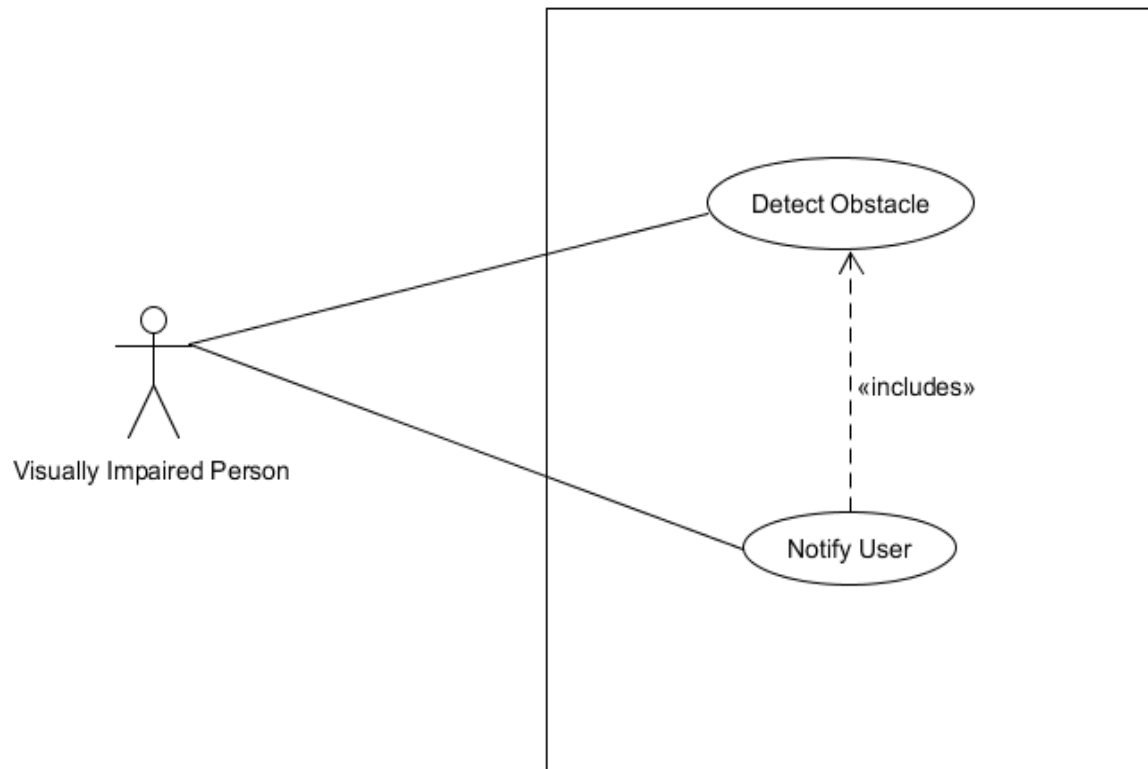 Detect Obstacle
«includes»
Visually Impaired Person
Notify User